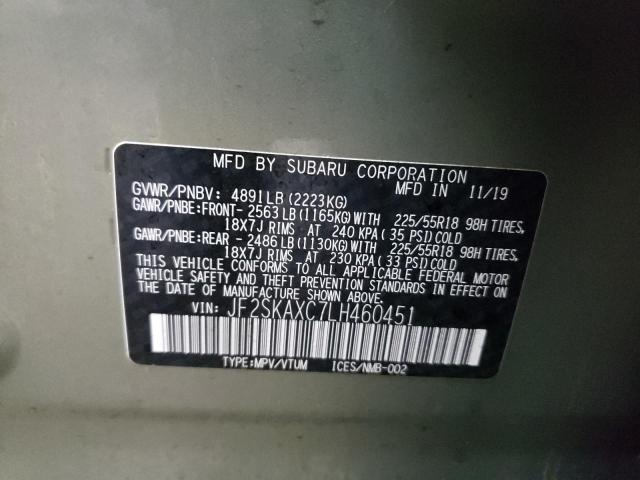 MFD BY SUBARU CORPORATION
MFD IN 11/19
GVWR/PNBV: 4891LB (2223KG)
GAWR/PNBE:FRONT- 2563 LB (1165KG) WITH 225/55R18 98H TIRES,
18X7J RIMS AT 240 KPA (35 PSI) COLD
GAWR/PNBE:REAR - 2486 LB (1130KG) WITH 225/55R18 98H TIRES,
18X7J RIMS AT 230 KPA (33 PSI) COLD
THIS VEHICLE CONFORMS TO ALL APPLICABLE FEDERAL MOTOR
VEHICLE SAFETY AND THEFT PREVENTION STANDARDS IN EFFECT ON
THE DATE OF MANUFACTURE SHOWN ABOVE.
VIN: JF2SKAXC7LH460451
TYPE:MPV/VTUM ICES/NMB-002